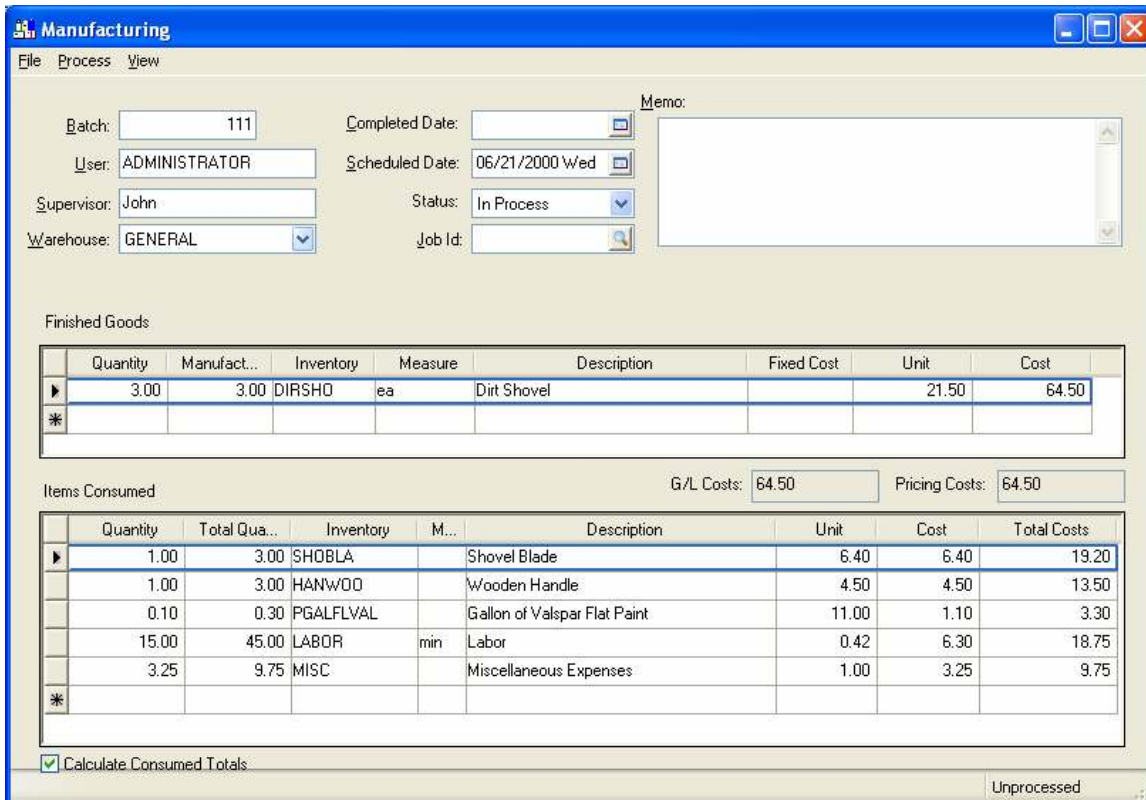 Manufacturing
File Process View
Memo:
Batch: 111 Completed Date:
User: ADMINISTRATOR Scheduled Date: 06/21/2000 Wed
Supervisor: John Status: In Process
Warehouse: GENERAL Job Id:
Finished Goods
Quantity Manufact... Inventory Measure Description Fixed Cost Unit Cost
3.00 3.00 DIRSHO ea Dirt Shovel 21.50 64.50
Items Consumed G/L Costs: 64.50 Pricing Costs: 64.50
Quantity Total Qua... Inventory M... Description Unit Cost Total Costs
1.00 3.00 SHOBLA Shovel Blade 6.40 6.40 19.20
1.00 3.00 HANWOO Wooden Handle 4.50 4.50 13.50
0.10 0.30 PGALFLVAL Gallon of Valspar Flat Paint 11.00 1.10 3.30
15.00 45.00 LABOR min Labor 0.42 6.30 18.75
3.25 9.75 MISC Miscellaneous Expenses 1.00 3.25 9.75
Calculate Consumed Totals
Unprocessed